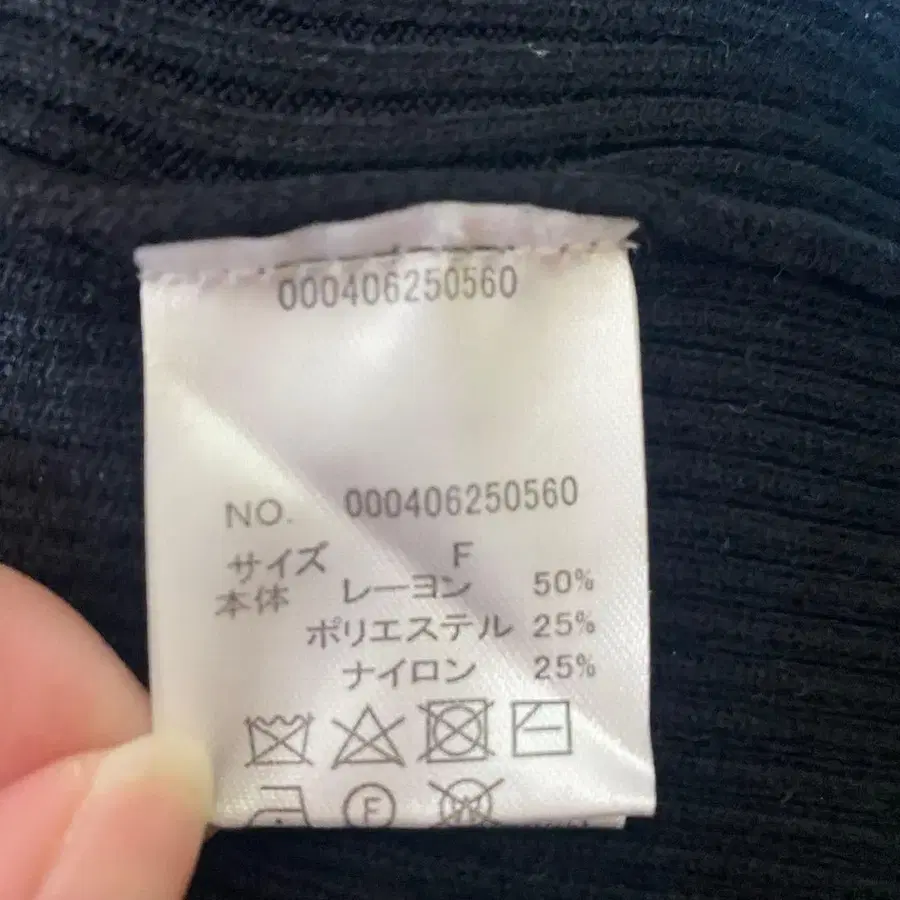 000406250560
NO. 000406250560
サイズ F
本体 レーヨン 50%
ポリエステル 25%
ナイロン 25%
F
W